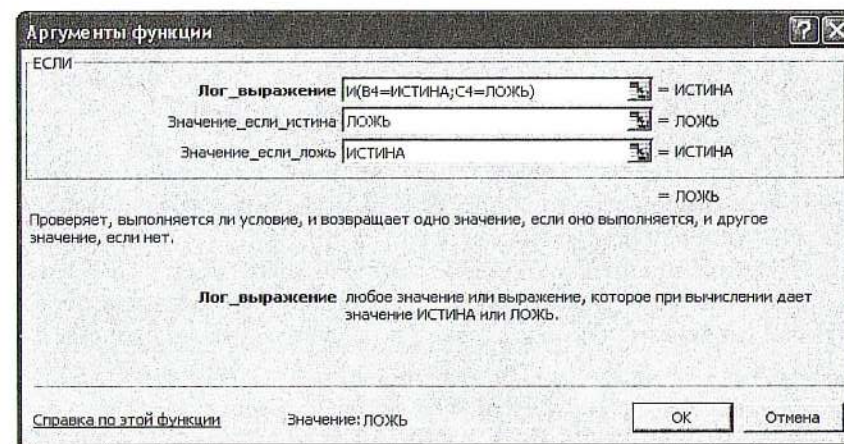 Аргументы функции
ЕСЛИ
Лог_выражение И(B4=ИСТИНА;C4=ЛОЖЬ) = ИСТИНА
Значение_если_истина ЛОЖЬ = ЛОЖЬ
Значение_если_ложь ИСТИНА = ИСТИНА
= ЛОЖЬ
Проверяет, выполняется ли условие, и возвращает одно значение, если оно выполняется, и другое
значение, если нет.
Лог_выражение любое значение или выражение, которое при вычислении дает
значение ИСТИНА или ЛОЖЬ.
Справка по этой функции Значение: ЛОЖЬ ОК Отмена